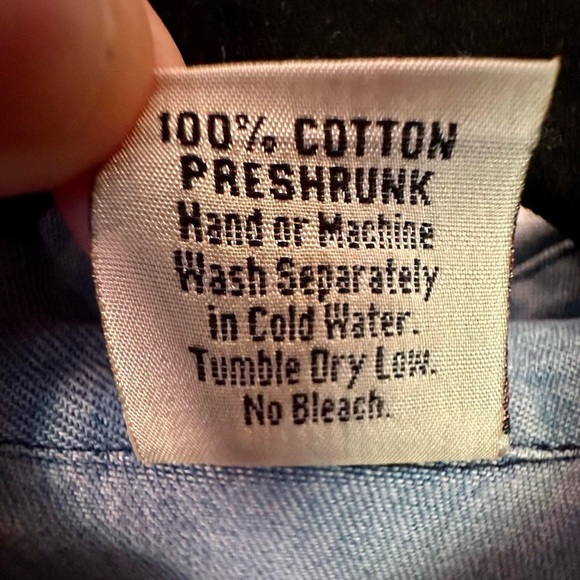 100% COTTON
PRESHRUNK
Hand or Machine
Wash Separately
in Cold Water.
Tumble Dry Low.
No Bleach.